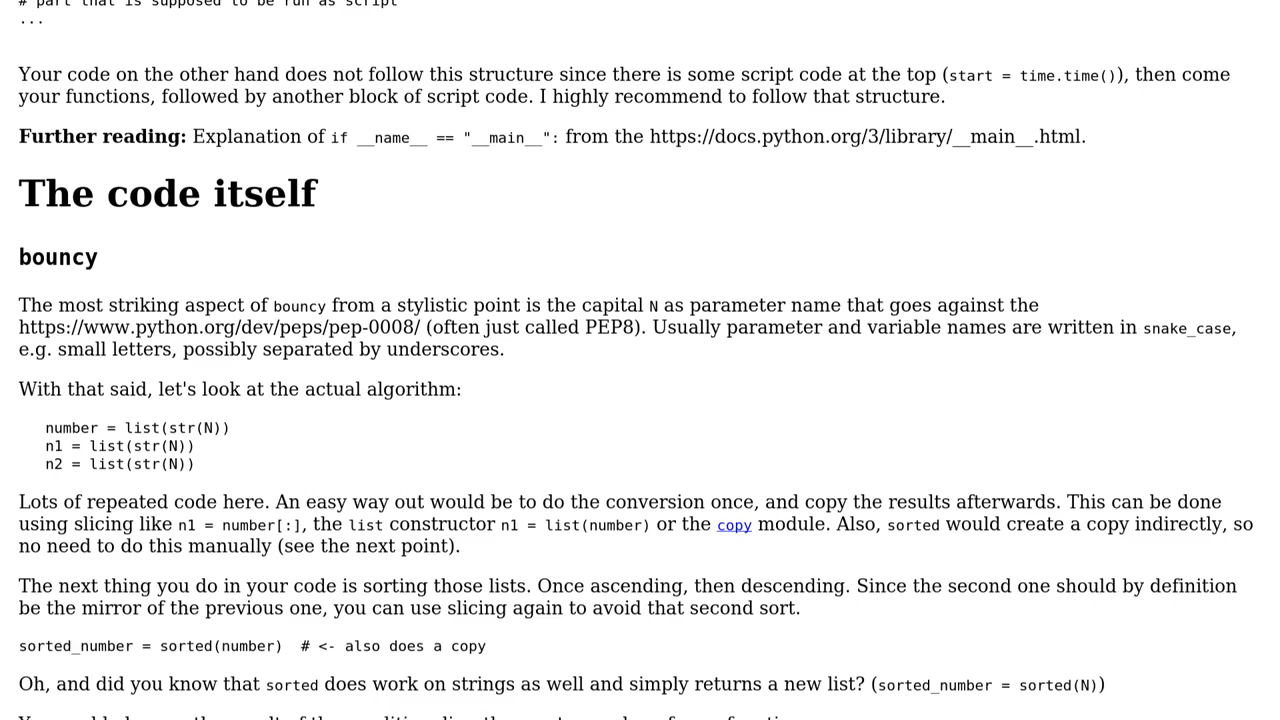 # part that is supposed to be run as script
...
Your code on the other hand does not follow this structure since there is some script code at the top (start = time.time()), then come
your functions, followed by another block of script code. I highly recommend to follow that structure.
Further reading: Explanation of if __name__ == "__main__": from the https://docs.python.org/3/library/__main__.html.
The code itself
bouncy
The most striking aspect of bouncy from a stylistic point is the capital N as parameter name that goes against the
https://www.python.org/dev/peps/pep-0008/ (often just called PEP8). Usually parameter and variable names are written in snake_case,
e.g. small letters, possibly separated by underscores.
With that said, let's look at the actual algorithm:
number = list(str(N))
n1 = list(str(N))
n2 = list(str(N))
Lots of repeated code here. An easy way out would be to do the conversion once, and copy the results afterwards. This can be done
using slicing like n1 = number[:], the list constructor n1 = list(number) or the copy module. Also, sorted would create a copy indirectly, so
no need to do this manually (see the next point).
The next thing you do in your code is sorting those lists. Once ascending, then descending. Since the second one should by definition
be the mirror of the previous one, you can use slicing again to avoid that second sort.
sorted_number = sorted(number)  # <- also does a copy
Oh, and did you know that sorted does work on strings as well and simply returns a new list? (sorted_number = sorted(N))